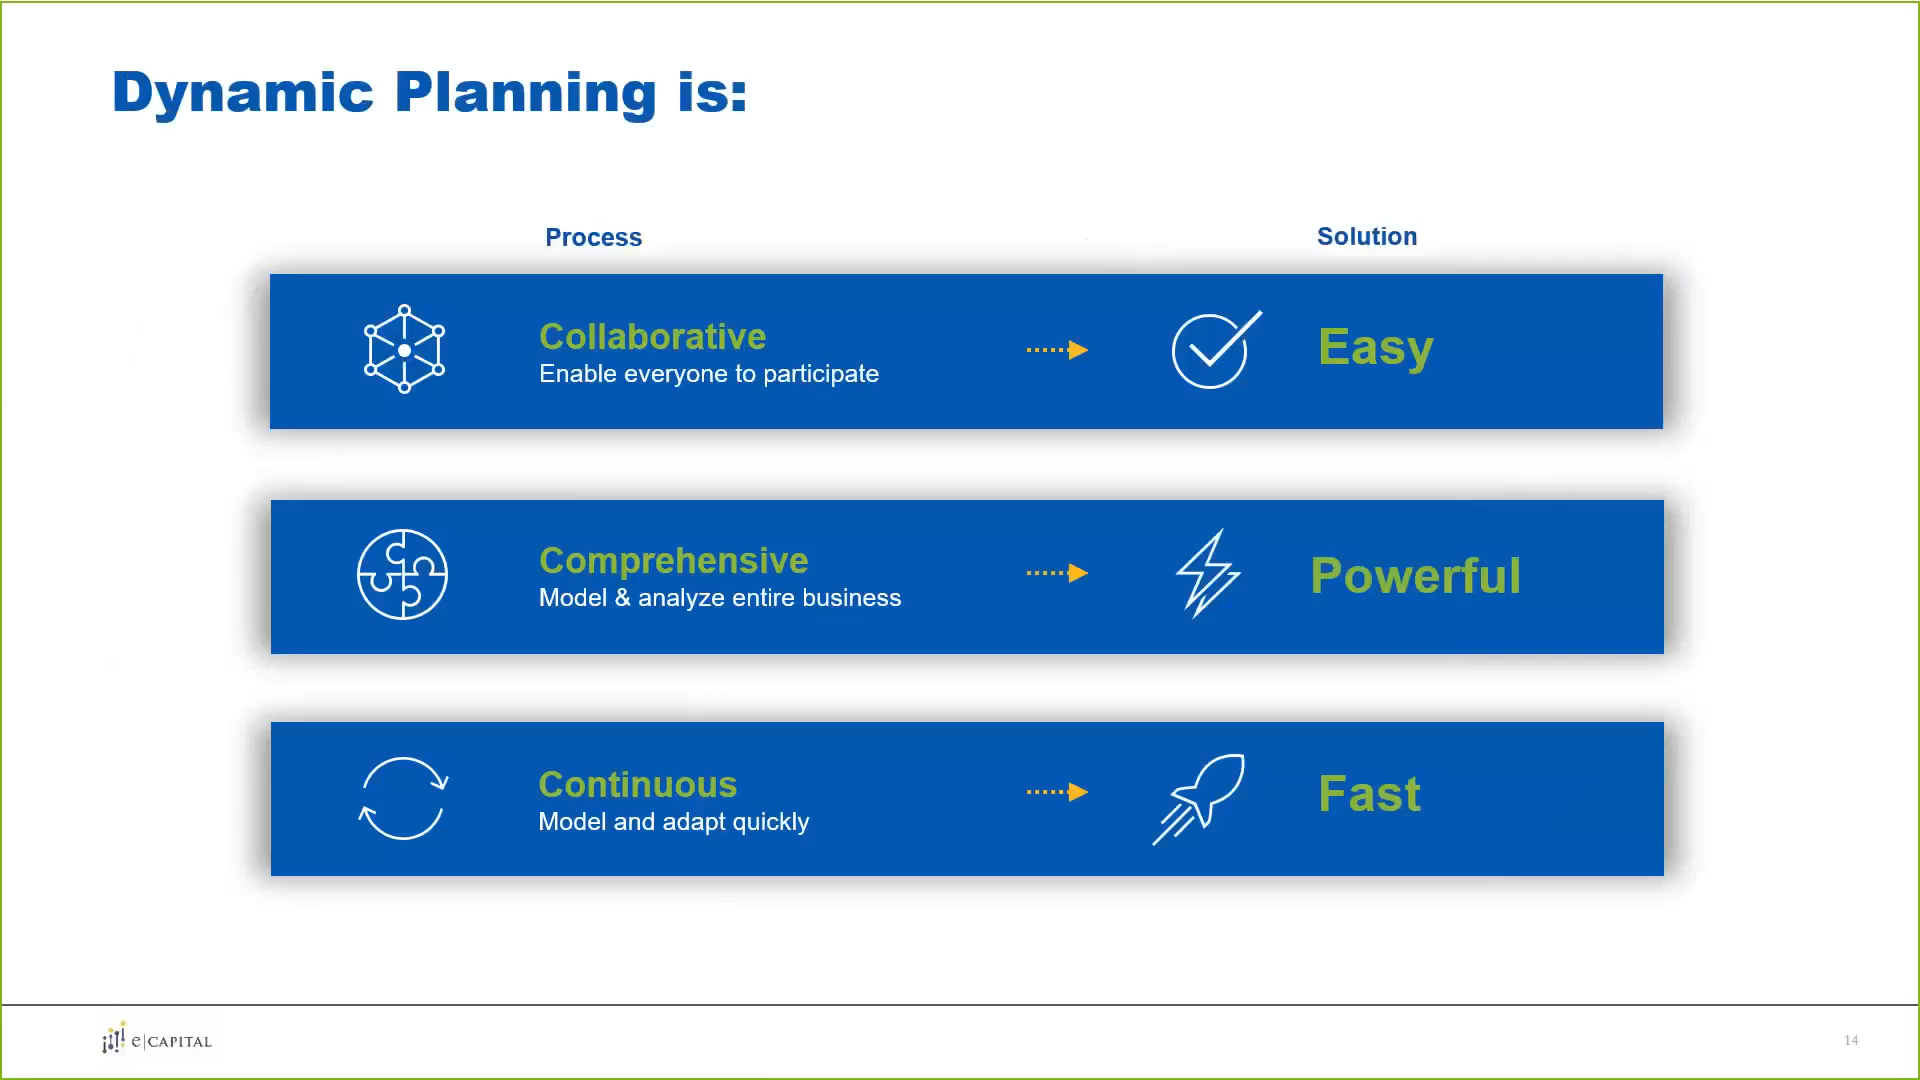 Dynamic Planning is:
Process
Solution
Collaborative
Enable everyone to participate
Easy
Comprehensive
Model & analyze entire business
Powerful
Continuous
Model and adapt quickly
Fast
e|CAPITAL
14